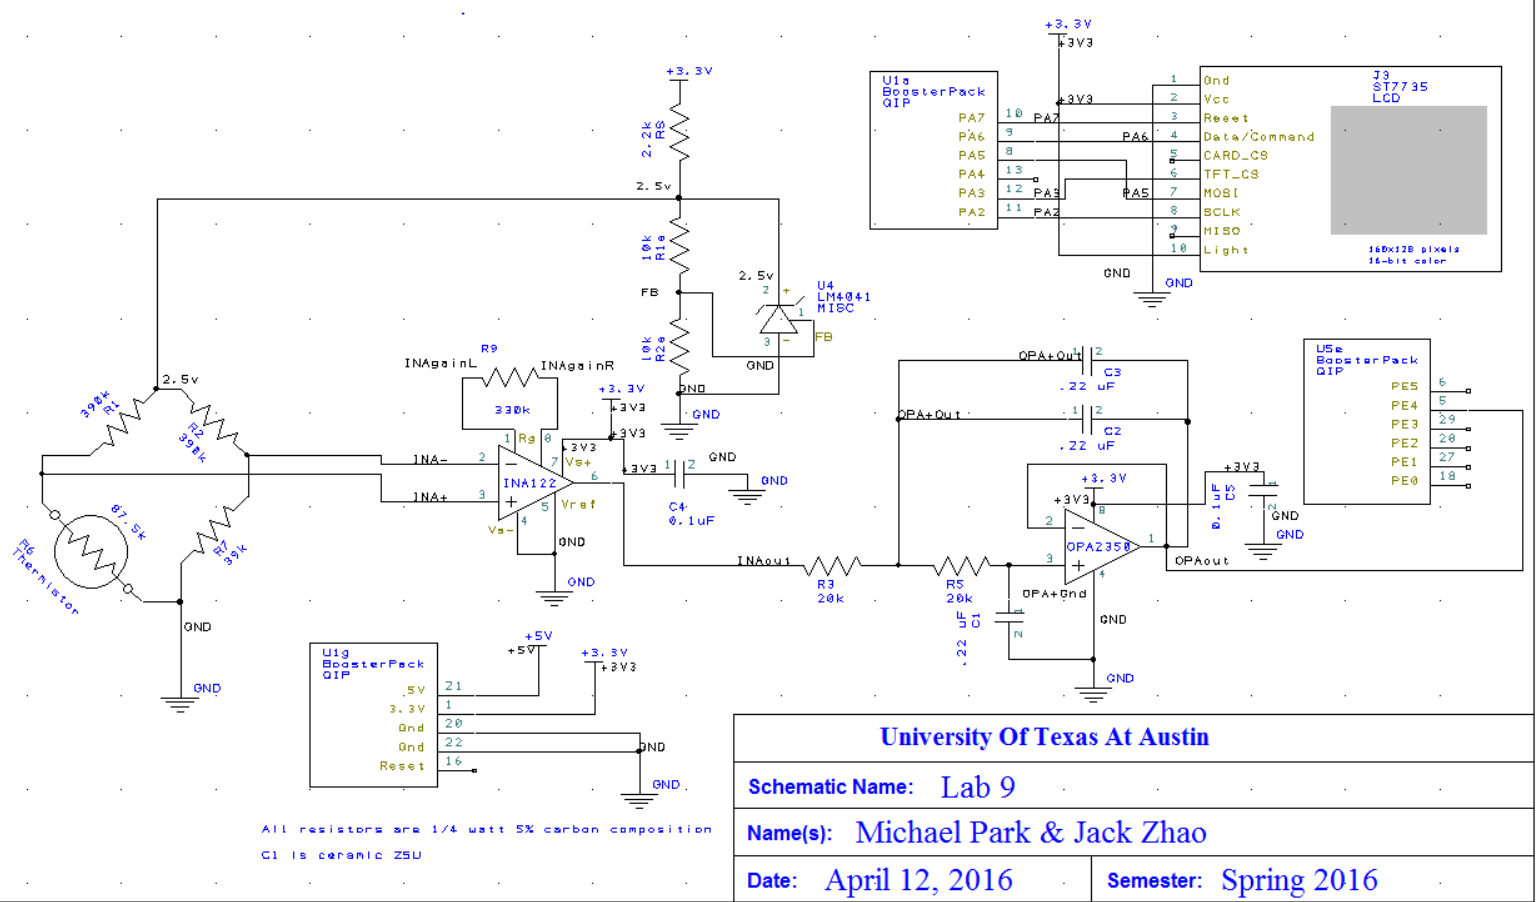 +3.3V
+3V3
U1a
BoosterPack
QIP
PA7 10 PA7
PA6 9 PA6
PA5 8 PA5
PA4 13
PA3 12 PA3
PA2 11 PA2
+3V3
J3
ST7735
LCD
1 Gnd
2 Vcc
3 Reset
4 Data/Command
5 CARD_CS
6 TFT_CS
7 MOSI
8 SCLK
9 MISO
10 Light
160x128 pixels
16-bit color
GND
GND
+3.3V
2.2k
R8
2.5v
10k
R1a
FB
10k
R2a
GND
GND
2.5v
2 +
U4
LM4041
MISC
1
FB
3 -
GND
2.5v
390k
R1
R2
390k
87.5k
R6
Thermistor
R7
39k
GND
GND
R9
INAgainL
INAgainR
330k
1 Rg 8
+3.3V
+3V3
+3V3
+3V3
7 Vs+
INA- 2
INA122
INA+ 3
6
5 Vref
Vs- 4
GND
GND
+3V3 1 2
GND
GND
C4
0.1uF
INAout
R3
20k
R5
20k
OPA+Out 1 2
C3
.22 uF
OPA+Out 1 2
C2
.22 uF
+3.3V
+3V3
8
2
OPA2350
3
1
4
OPAout
OPA+Gnd
.22 uF
C1
1
2
GND
GND
+3V3
0.1uF
C5
1
2
GND
GND
U5e
BoosterPack
QIP
PE5 6
PE4 5
PE3 29
PE2 28
PE1 27
PE0 18
U1g
BoosterPack
QIP
5V 21
3.3V 1
Gnd 20
Gnd 22
Reset 16
+5V
+5V
+3.3V
+3V3
GND
GND
All resistors are 1/4 watt 5% carbon composition
C1 is ceramic Z5U
University Of Texas At Austin
Schematic Name: Lab 9
Name(s): Michael Park & Jack Zhao
Date: April 12, 2016 Semester: Spring 2016